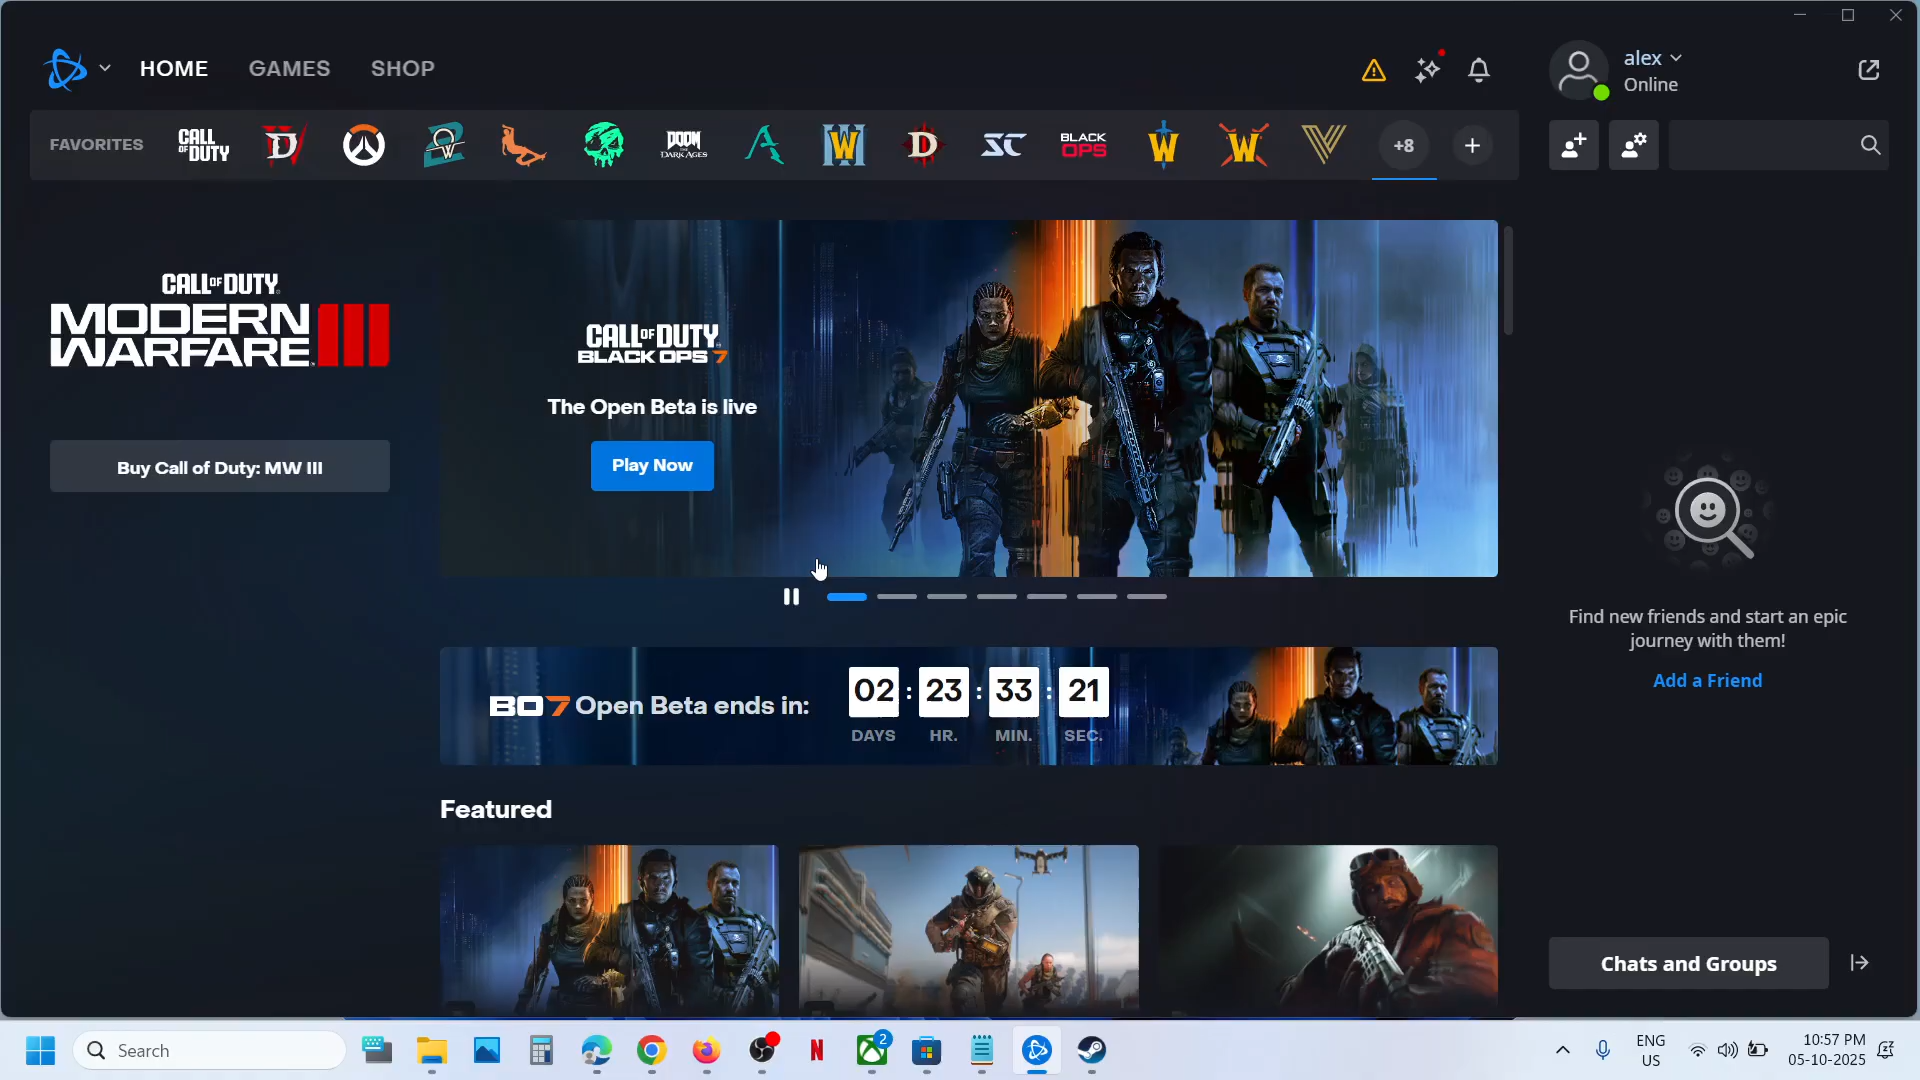 HOME
GAMES
SHOP
alex
Online
FAVORITES
CALL OF DUTY
DOOM
THE DARK AGES
SC
BLACK OPS
+8
CALL OF DUTY
MODERN WARFARE III
Buy Call of Duty: MW III
CALL OF DUTY
BLACK OPS 7
The Open Beta is live
Play Now
BO7 Open Beta ends in:
02 : 23 : 33 : 21
DAYS HR. MIN. SEC.
Featured
Find new friends and start an epic
journey with them!
Add a Friend
Chats and Groups
Search
2
ENG
US
10:57 PM
05-10-2025